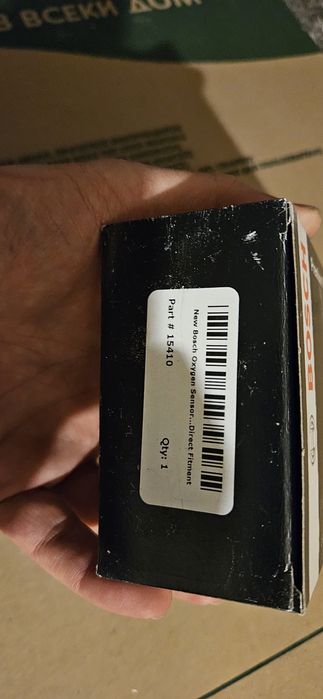 В ВСЕКИ ДОМ
New Bosch Oxygen Sensor...Direct Fitment
Part # 15410 Qty: 1
BOSCH